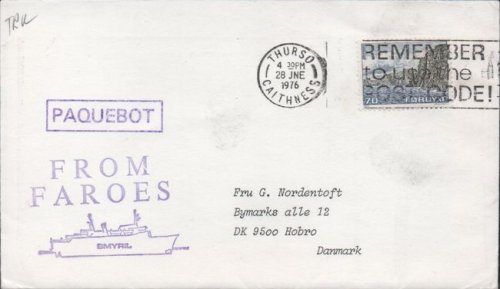 TRK
THURSO
4 30PM
28 JNE
1976
CAITHNESS
REMEMBER
to use the
POST CODE!
70 FØROYAR
PAQUEBOT
FROM
FAROES
SMYRIL
Fru G. Nordentoft
Bymarks alle 12
DK 9500 Hobro
Danmark